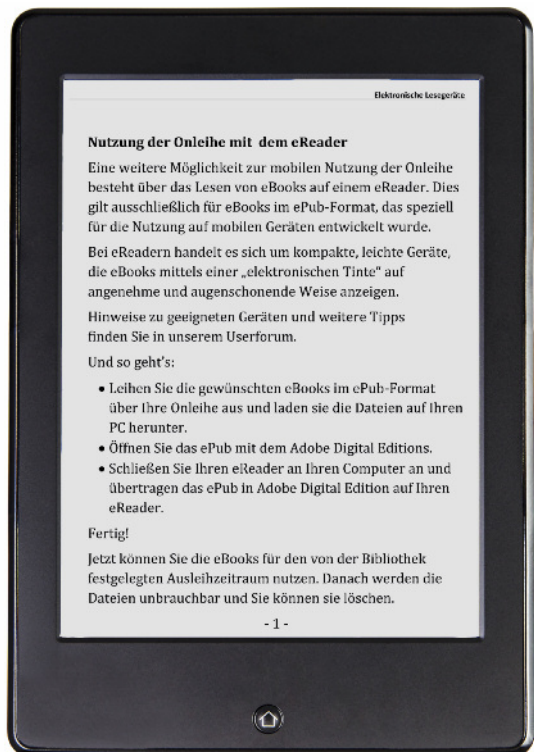 Elektronische Lesegeräte
Nutzung der Onleihe mit dem eReader
Eine weitere Möglichkeit zur mobilen Nutzung der Onleihe
besteht über das Lesen von eBooks auf einem eReader. Dies
gilt ausschließlich für eBooks im ePub-Format, das speziell
für die Nutzung auf mobilen Geräten entwickelt wurde.
Bei eReadern handelt es sich um kompakte, leichte Geräte,
die eBooks mittels einer „elektronischen Tinte“ auf
angenehme und augenschonende Weise anzeigen.
Hinweise zu geeigneten Geräten und weitere Tipps
finden Sie in unserem Userforum.
Und so geht's:
• Leihen Sie die gewünschten eBooks im ePub-Format
über Ihre Onleihe aus und laden sie die Dateien auf Ihren
PC herunter.
• Öffnen Sie das ePub mit dem Adobe Digital Editions.
• Schließen Sie Ihren eReader an Ihren Computer an und
übertragen das ePub in Adobe Digital Edition auf Ihren
eReader.
Fertig!
Jetzt können Sie die eBooks für den von der Bibliothek
festgelegten Ausleihzeitraum nutzen. Danach werden die
Dateien unbrauchbar und Sie können sie löschen.
- 1 -